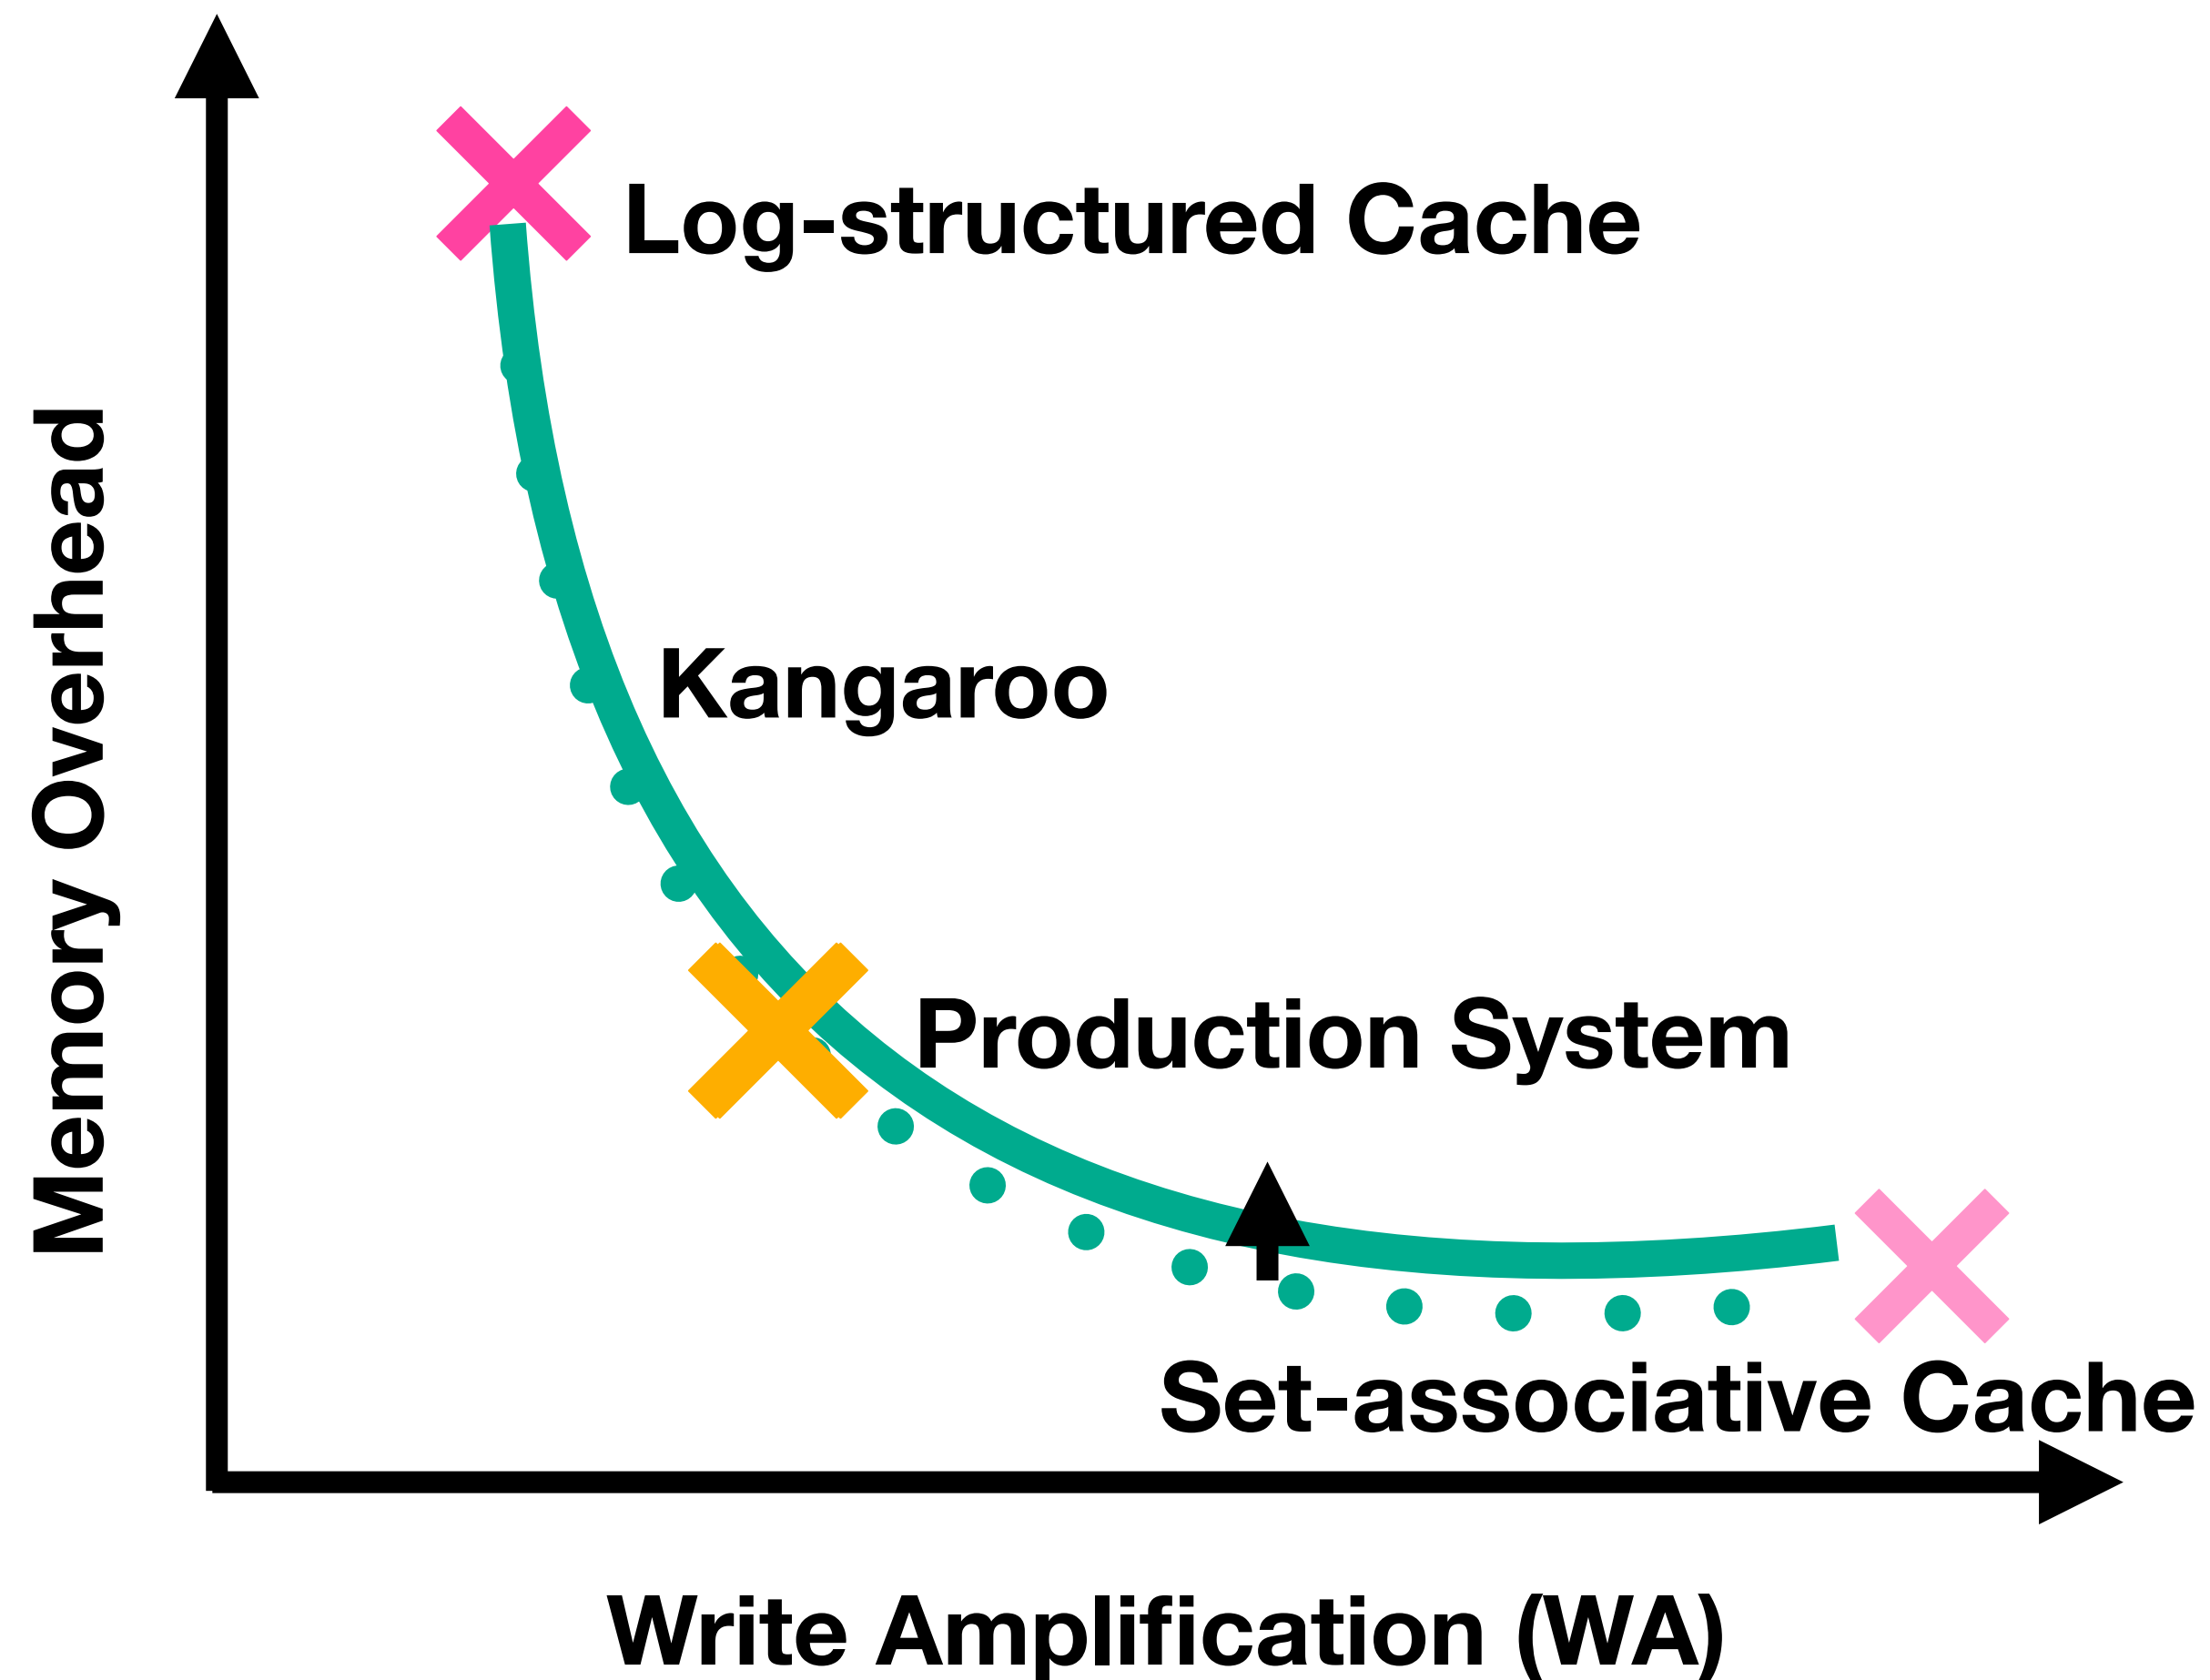 Log-structured Cache
Memory Overhead
Kangaroo
Production System
Set-associative Cache
Write Amplification (WA)